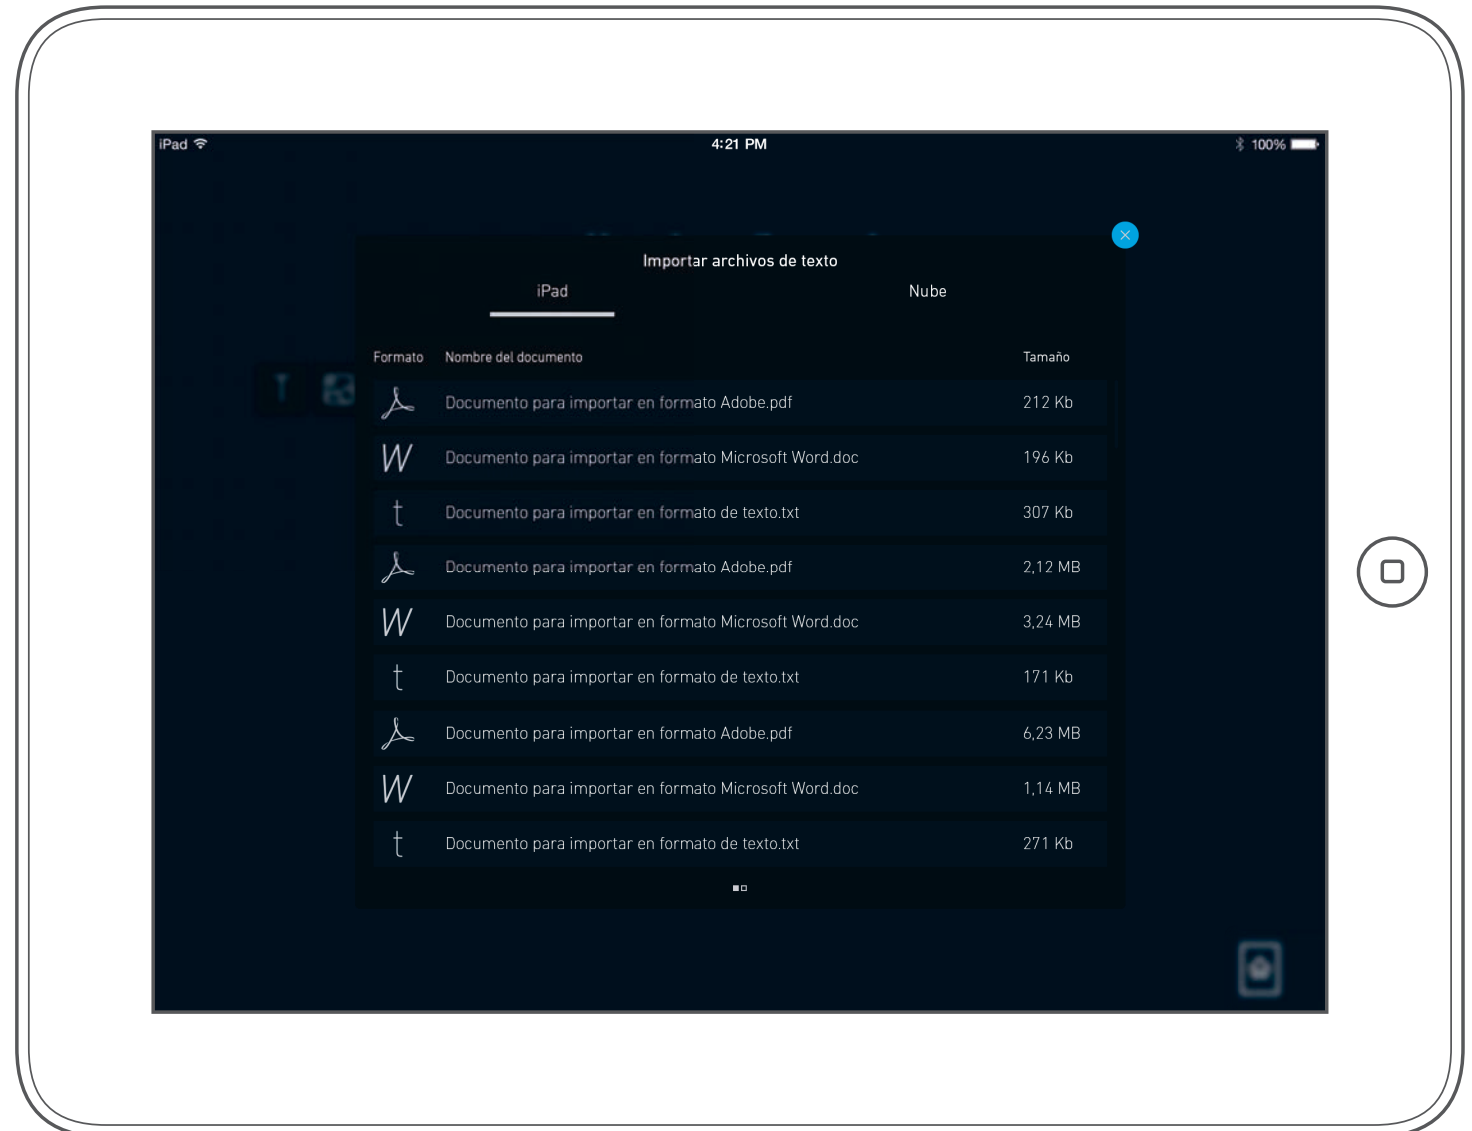 iPad 4:21 PM 100%
Importar archivos de texto
iPad Nube
Formato Nombre del documento Tamaño
Documento para importar en formato Adobe.pdf 212 Kb
W Documento para importar en formato Microsoft Word.doc 196 Kb
t Documento para importar en formato de texto.txt 307 Kb
Documento para importar en formato Adobe.pdf 2,12 MB
W Documento para importar en formato Microsoft Word.doc 3,24 MB
t Documento para importar en formato de texto.txt 171 Kb
Documento para importar en formato Adobe.pdf 6,23 MB
W Documento para importar en formato Microsoft Word.doc 1,14 MB
t Documento para importar en formato de texto.txt 271 Kb